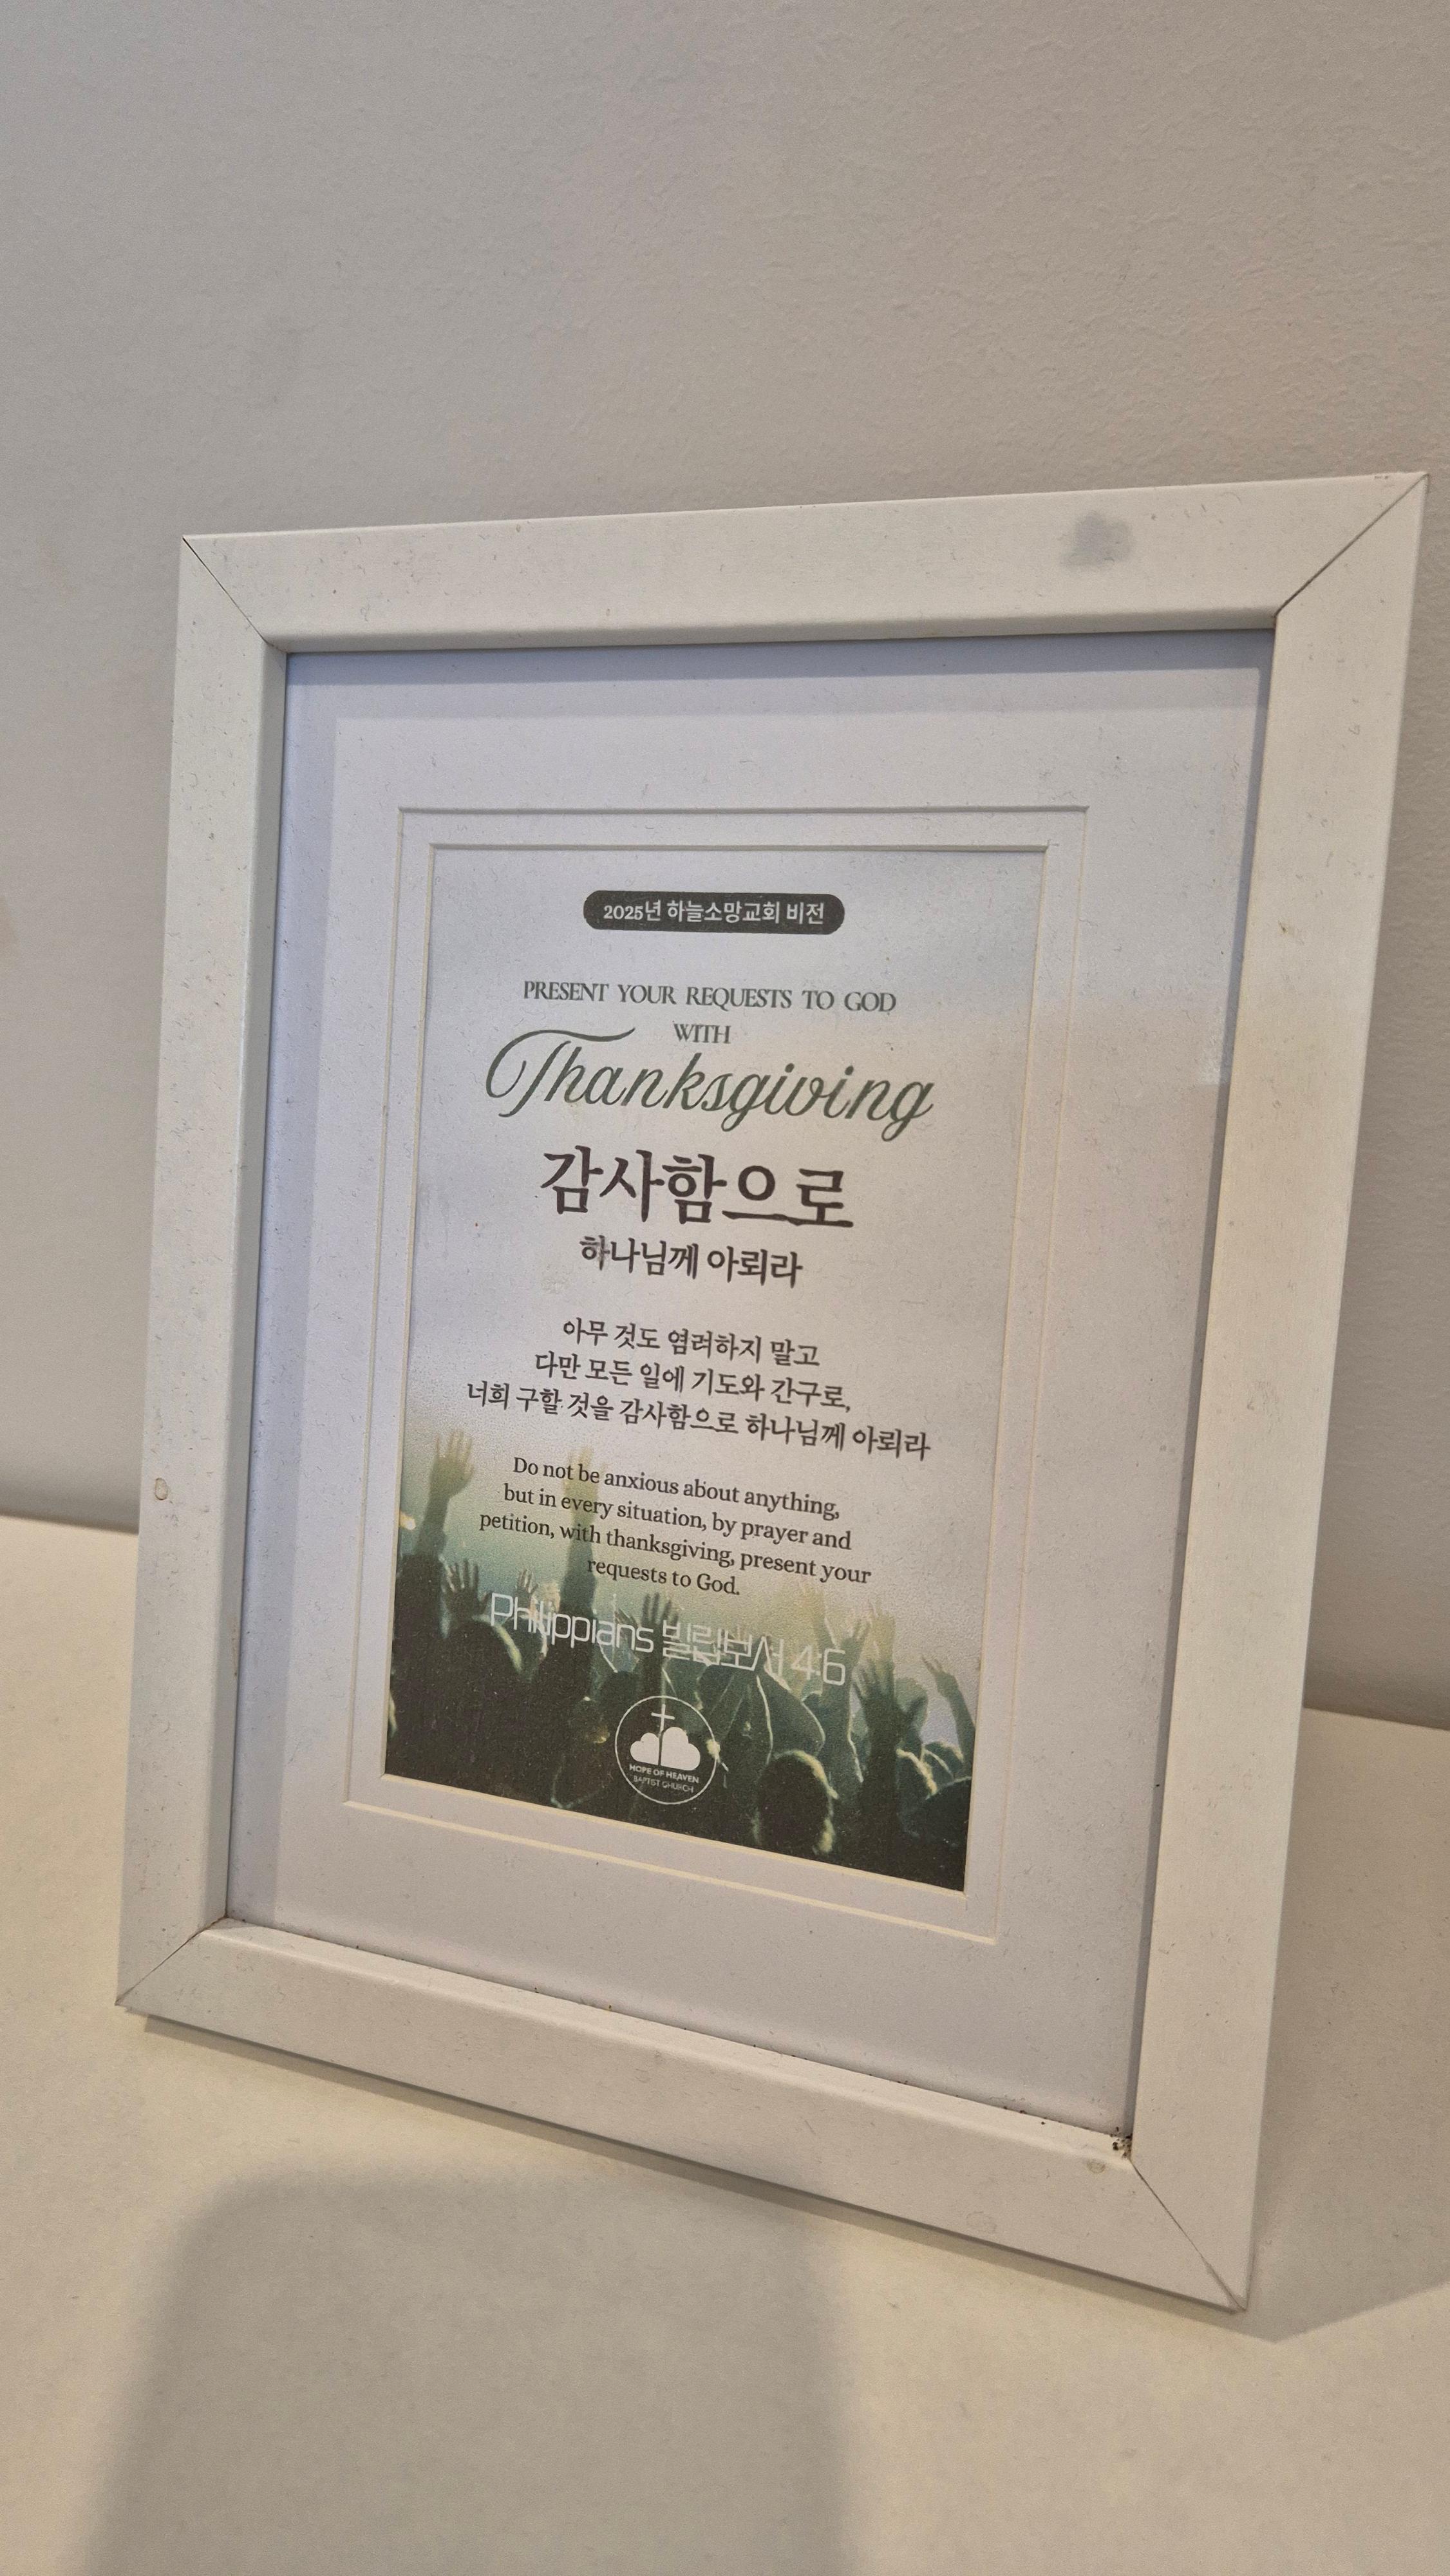 2025년 하늘소망교회 비전
PRESENT YOUR REQUESTS TO GOD
WITH
Thanksgiving
감사함으로
하나님께 아뢰라
아무 것도 염려하지 말고
다만 모든 일에 기도와 간구로,
너희 구할 것을 감사함으로 하나님께 아뢰라
Do not be anxious about anything,
but in every situation, by prayer and
petition, with thanksgiving, present your
requests to God.
Philippians 빌립보서 4:6
HOPE OF HEAVEN
BAPTIST CHURCH